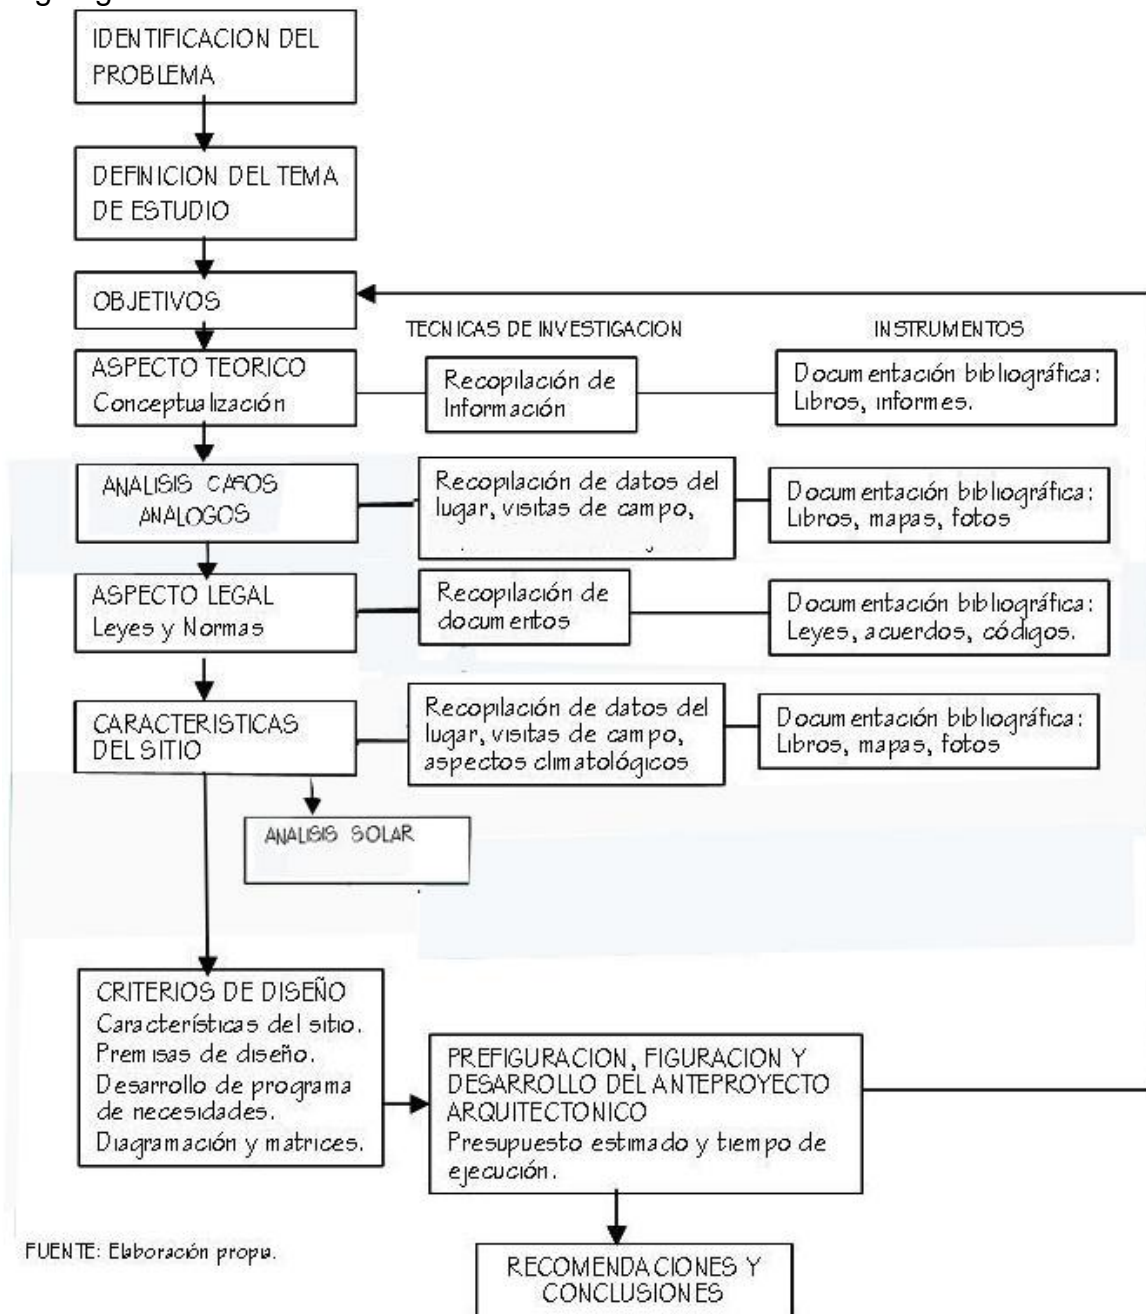 IDENTIFICACION DEL
PROBLEMA
DEFINICION DEL TEMA
DE ESTUDIO
OBJETIVOS
TECNICAS DE INVESTIGACION
INSTRUMENTOS
ASPECTO TEORICO
Conceptualización
Recopilación de
Información
Documentación bibliográfica:
Libros, informes.
ANALISIS CASOS
ANALOGOS
Recopilación de datos del
lugar, visitas de campo,
Documentación bibliográfica:
Libros, mapas, fotos
ASPECTO LEGAL
Leyes y Normas
Recopilación de
documentos
Documentación bibliográfica:
Leyes, acuerdos, códigos.
CARACTERISTICAS
DEL SITIO
Recopilación de datos del
lugar, visitas de campo,
aspectos climatológicos
Documentación bibliográfica:
Libros, mapas, fotos
ANALISIS SOLAR
CRITERIOS DE DISEÑO
Características del sitio.
Premisas de diseño.
Desarrollo de programa
de necesidades.
Diagramación y matrices.
PREFIGURACION, FIGURACION Y
DESARROLLO DEL ANTEPROYECTO
ARQUITECTONICO
Presupuesto estimado y tiempo de
ejecución.
FUENTE: Elaboración propia.
RECOMENDACIONES Y
CONCLUSIONES